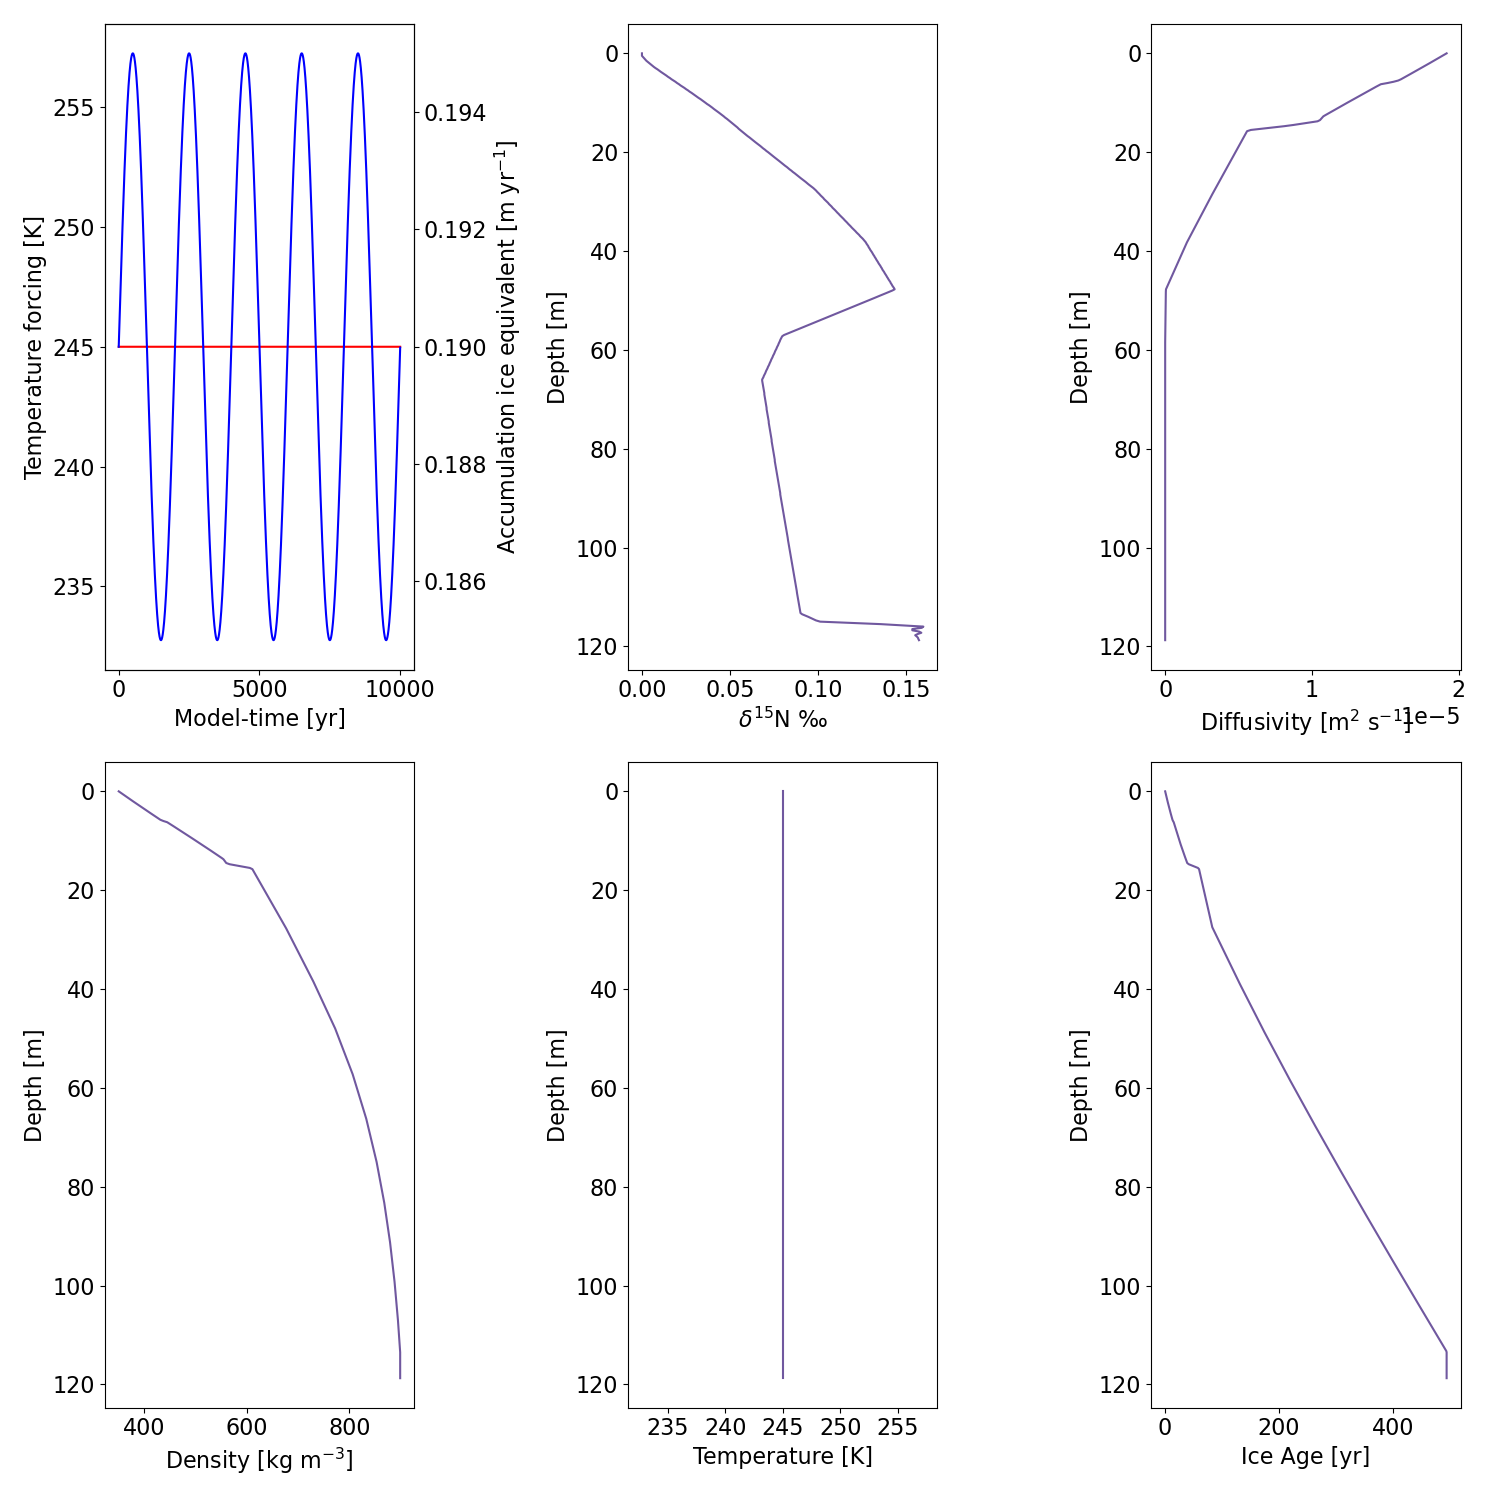 255
250
245
240
235
Temperature forcing [K]
0.194
0.192
0.190
0.188
0.186
Accumulation ice equivalent [m yr⁻¹]
0 5000 10000
Model-time [yr]
0
20
40
60
80
100
120
Depth [m]
0.00 0.05 0.10 0.15
δ¹⁵N ‰
0
20
40
60
80
100
120
Depth [m]
0 1 2
Diffusivity [m² s⁻¹]
1e−5
0
20
40
60
80
100
120
Depth [m]
400 600 800
Density [kg m⁻³]
0
20
40
60
80
100
120
Depth [m]
235 240 245 250 255
Temperature [K]
0
20
40
60
80
100
120
Depth [m]
0 200 400
Ice Age [yr]